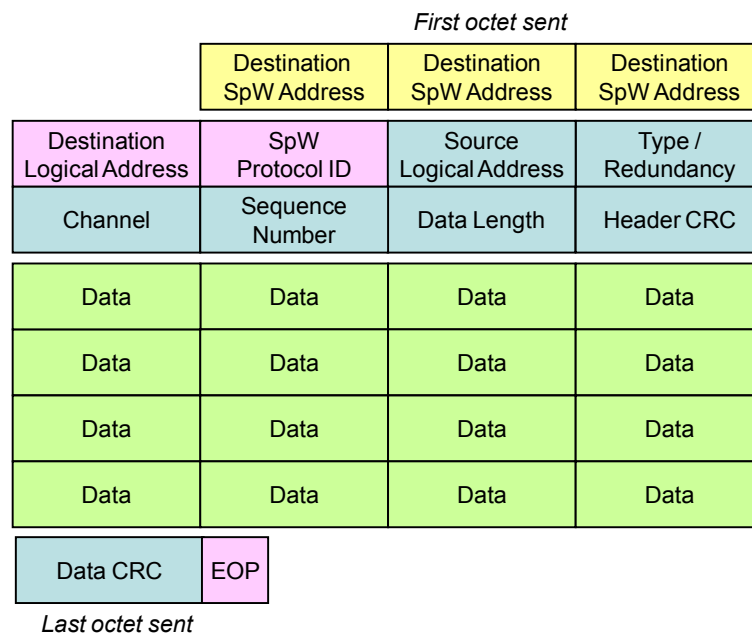 First octet sent
Destination Destination Destination
SpW Address SpW Address SpW Address
Destination SpW Source Type /
Logical Address Protocol ID Logical Address Redundancy
Channel Sequence Number Data Length Header CRC
Data Data Data Data
Data Data Data Data
Data Data Data Data
Data Data Data Data
Data CRC EOP
Last octet sent